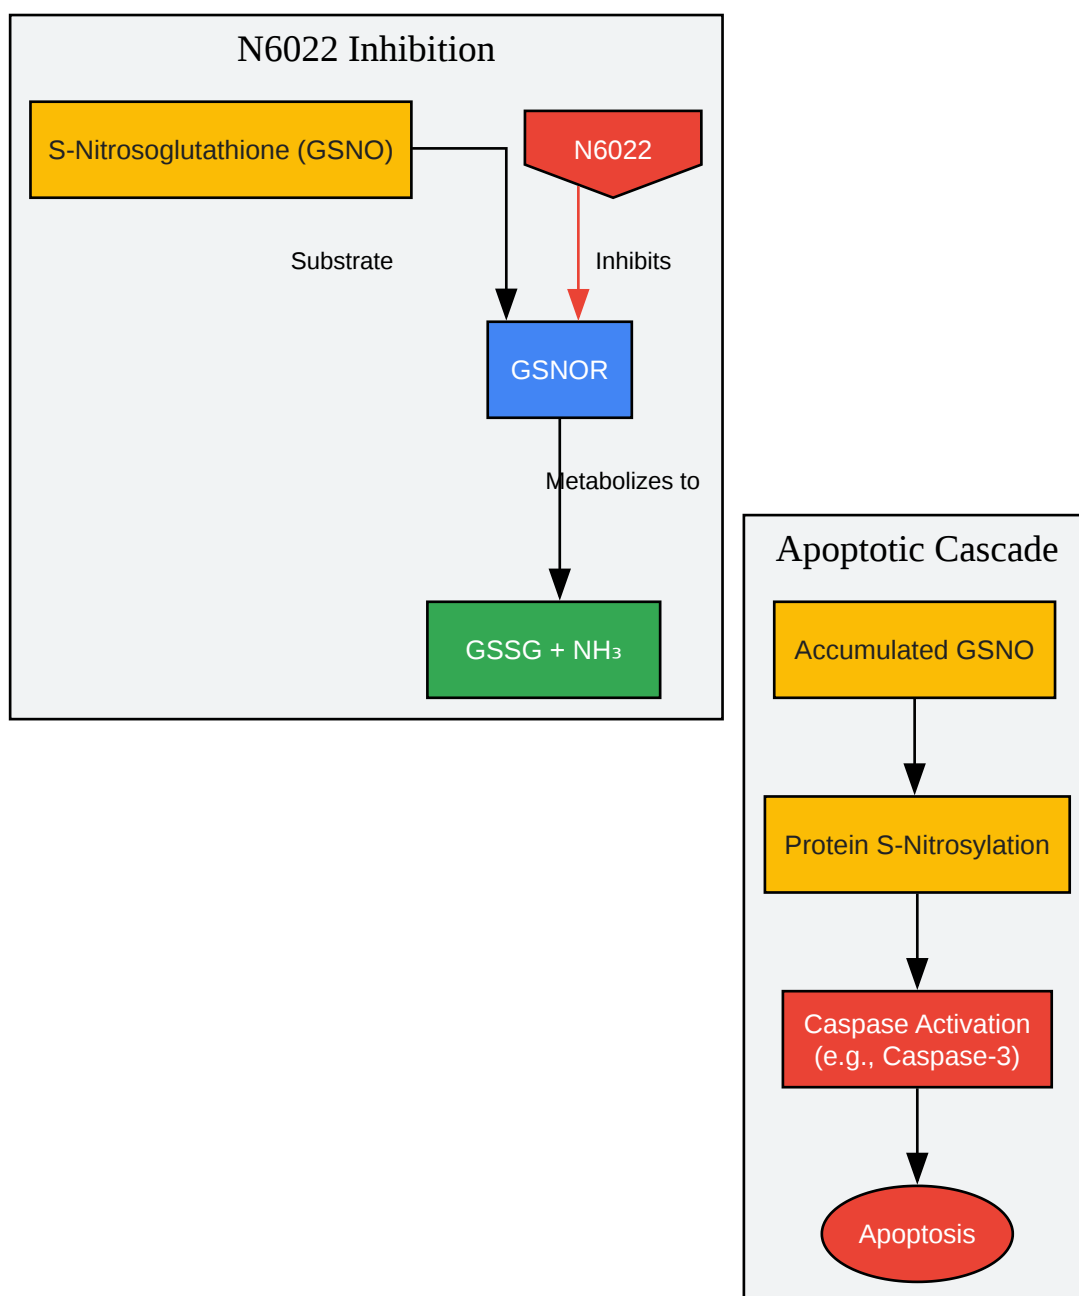 N6022 Inhibition
S-Nitrosoglutathione (GSNO)
N6022
Substrate
Inhibits
GSNOR
Metabolizes to
GSSG + NH₃
Apoptotic Cascade
Accumulated GSNO
Protein S-Nitrosylation
Caspase Activation
(e.g., Caspase-3)
Apoptosis